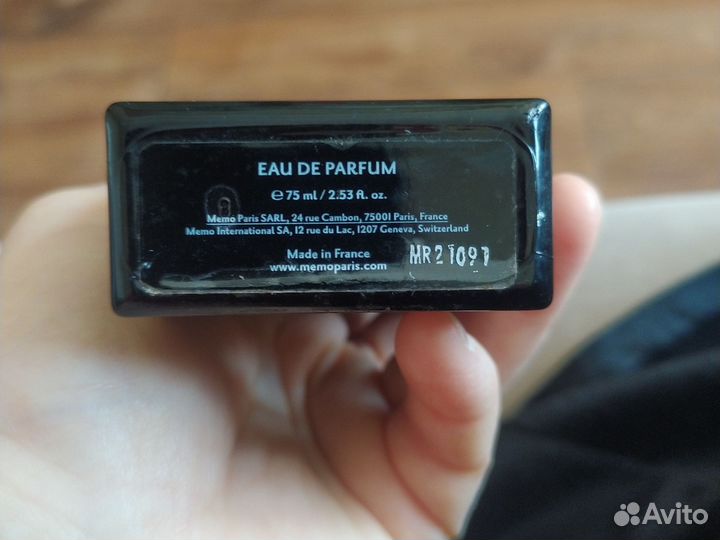 EAU DE PARFUM
℮ 75 ml / 2.53 fl. oz.
Memo Paris SARL, 24 rue Cambon, 75001 Paris, France
Memo International SA, 12 rue du Lac, 1207 Geneva, Switzerland
Made in France
www.memoparis.com
MR21091
Avito